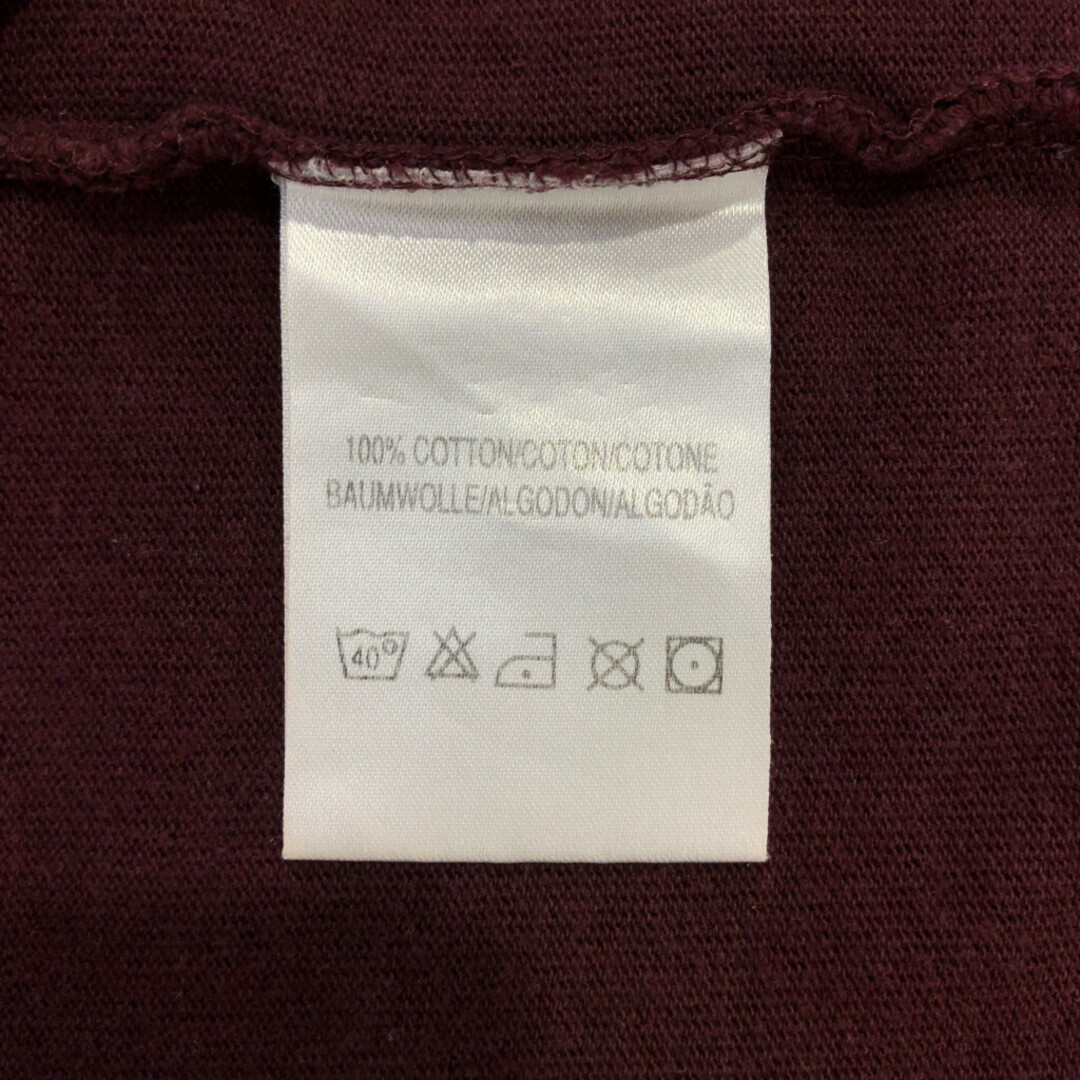 100% COTTON/COTON/COTONE
BAUMWOLLE/ALGODON/ALGODÃO
40°